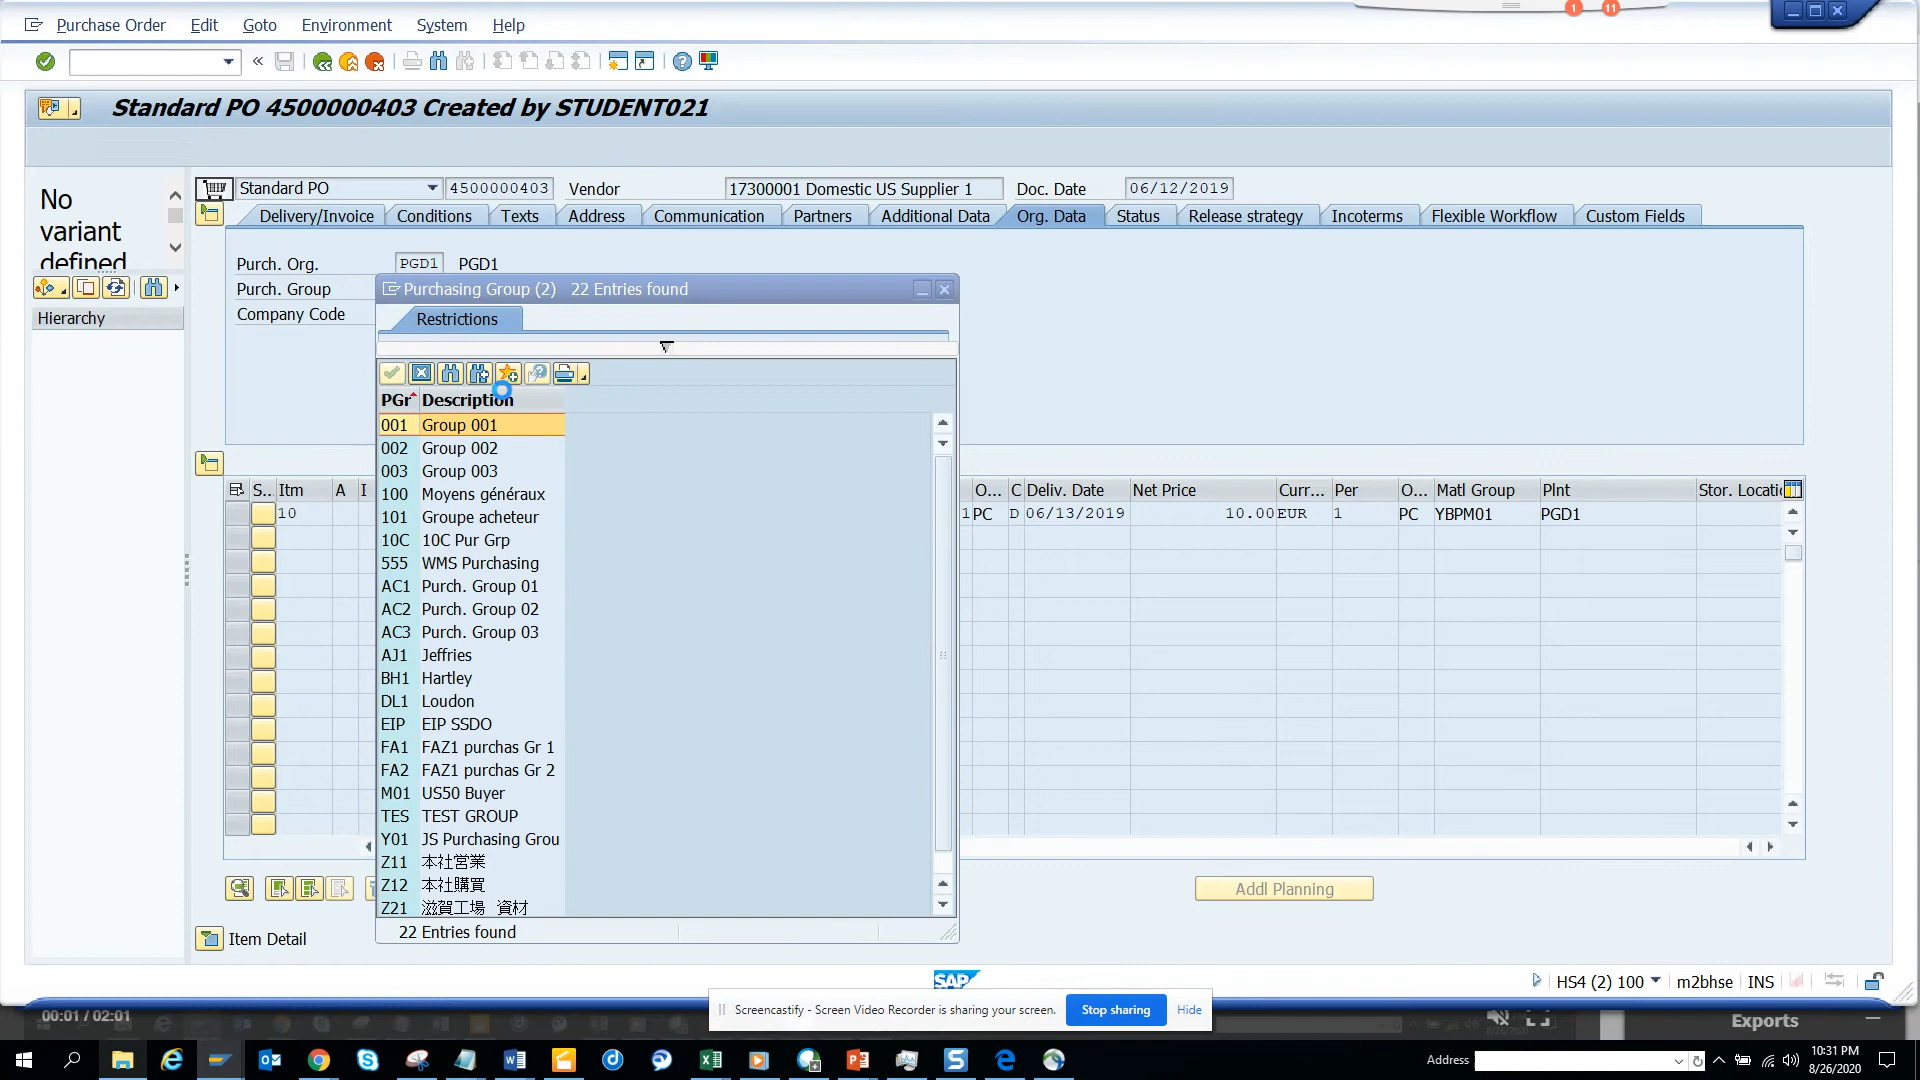 Purchase Order Edit Goto Environment System Help
1 11
Standard PO 4500000403 Created by STUDENT021
No
variant
defined
Hierarchy
Standard PO 4500000403 Vendor 17300001 Domestic US Supplier 1 Doc. Date 06/12/2019
Delivery/Invoice Conditions Texts Address Communication Partners Additional Data Org. Data Status Release strategy Incoterms Flexible Workflow Custom Fields
Purch. Org. PGD1 PGD1
Purch. Group
Company Code
Purchasing Group (2) 22 Entries found
Restrictions
PGr Description
001 Group 001
002 Group 002
003 Group 003
100 Moyens généraux
101 Groupe acheteur
10C 10C Pur Grp
555 WMS Purchasing
AC1 Purch. Group 01
AC2 Purch. Group 02
AC3 Purch. Group 03
AJ1 Jeffries
BH1 Hartley
DL1 Loudon
EIP EIP SSDO
FA1 FAZ1 purchas Gr 1
FA2 FAZ1 purchas Gr 2
M01 US50 Buyer
TES TEST GROUP
Y01 JS Purchasing Grou
Z11 本社営業
Z12 本社購買
Z21 滋賀工場 資材
22 Entries found
S... Itm A I O... C Deliv. Date Net Price Curr... Per O... Matl Group Plnt Stor. Locatio
10 1 PC D 06/13/2019 10.00 EUR 1 PC YBPM01 PGD1
Addl Planning
Item Detail
SAP
HS4 (2) 100 m2bhse INS
Screencastify - Screen Video Recorder is sharing your screen. Stop sharing Hide
00:01 / 02:01
Exports
Address
10:31 PM
8/26/2020